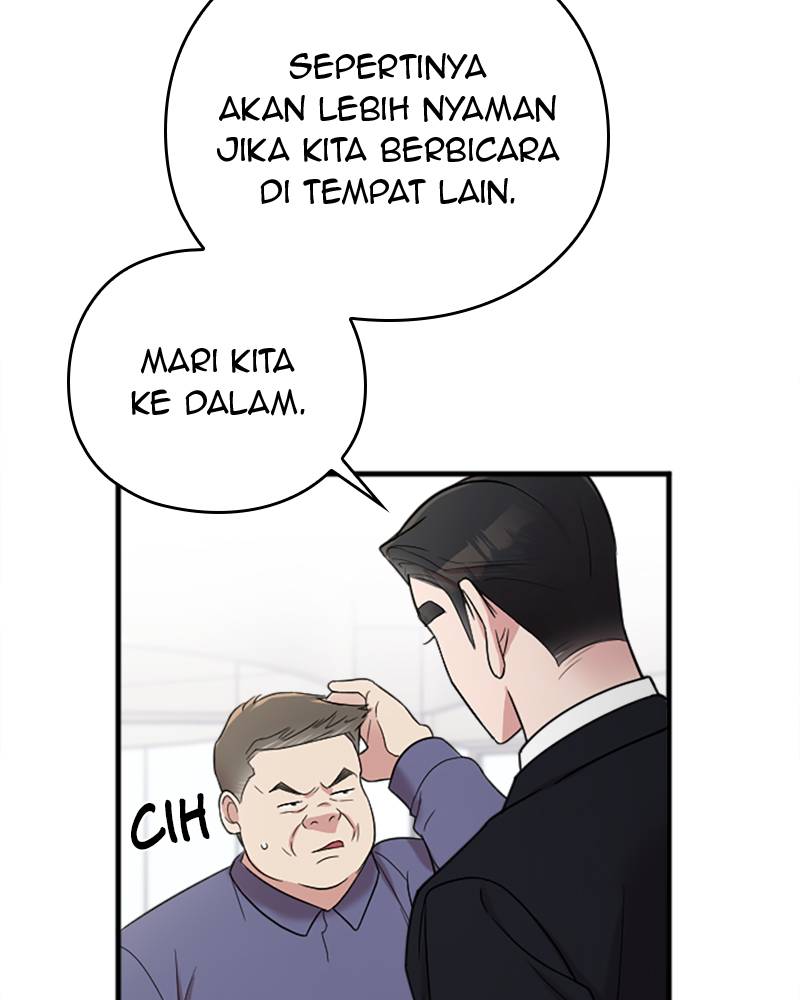 SEPERTINYA
AKAN LEBIH NYAMAN
JIKA KITA BERBICARA
DI TEMPAT LAIN.
MARI KITA
KE DALAM.
CIH